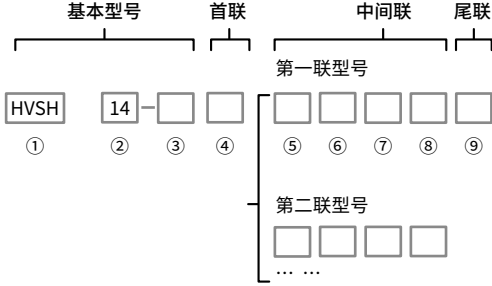 基本型号 首联 中间联 尾联
第一联型号
HVSH 14 –
① ② ③ ④ ⑤ ⑥ ⑦ ⑧ ⑨
第二联型号
… …